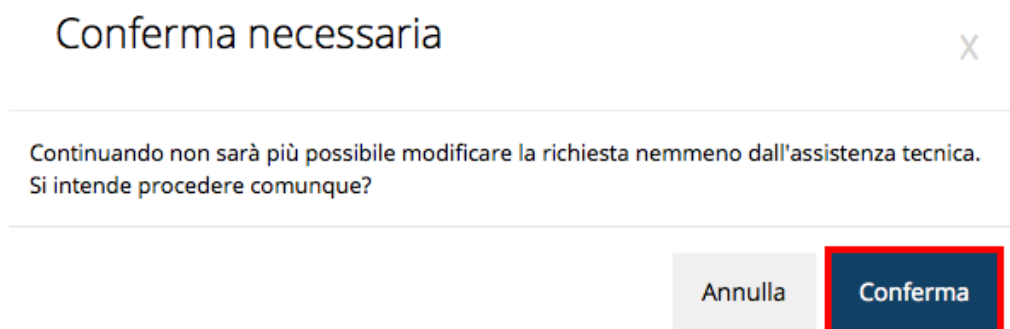 Conferma necessaria
X
Continuando non sarà più possibile modificare la richiesta nemmeno dall'assistenza tecnica.
Si intende procedere comunque?
Annulla
Conferma